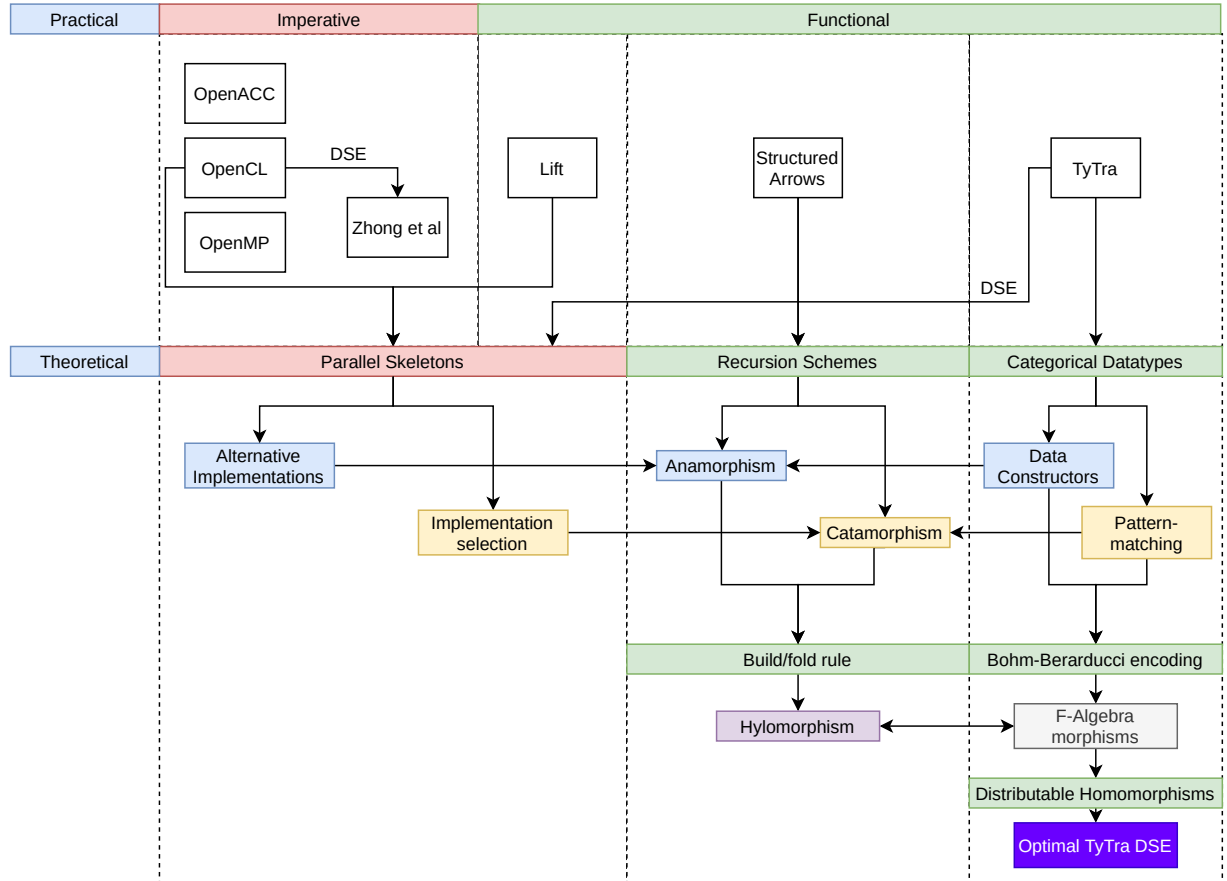 Practical
Imperative
Functional
OpenACC
OpenCL
DSE
Zhong et al
OpenMP
Lift
Structured
Arrows
TyTra
DSE
Theoretical
Parallel Skeletons
Recursion Schemes
Categorical Datatypes
Alternative
Implementations
Anamorphism
Data
Constructors
Implementation
selection
Catamorphism
Pattern-
matching
Build/fold rule
Bohm-Berarducci encoding
Hylomorphism
F-Algebra
morphisms
Distributable Homomorphisms
Optimal TyTra DSE